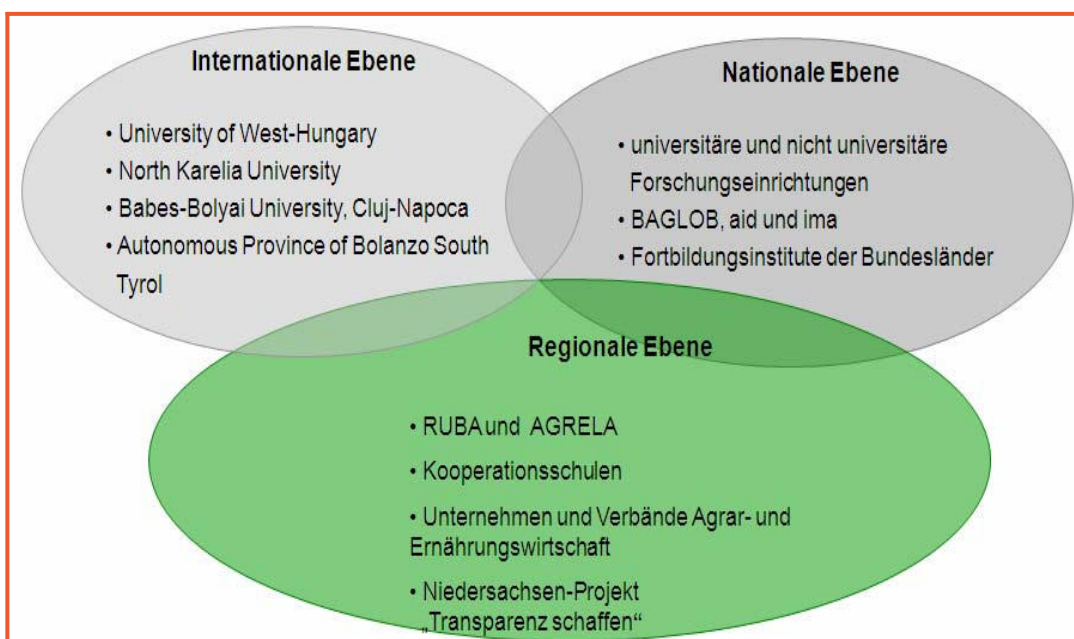 Internationale Ebene
• University of West-Hungary
• North Karelia University
• Babes-Bolyai University, Cluj-Napoca
• Autonomous Province of Bolanzo South
Tyrol
Nationale Ebene
• universitäre und nicht universitäre
Forschungseinrichtungen
• BAGLOB, aid und ima
• Fortbildungsinstitute der Bundesländer
Regionale Ebene
• RUBA und AGRELA
• Kooperationsschulen
• Unternehmen und Verbände Agrar- und
Ernährungswirtschaft
• Niedersachsen-Projekt
„Transparenz schaffen“